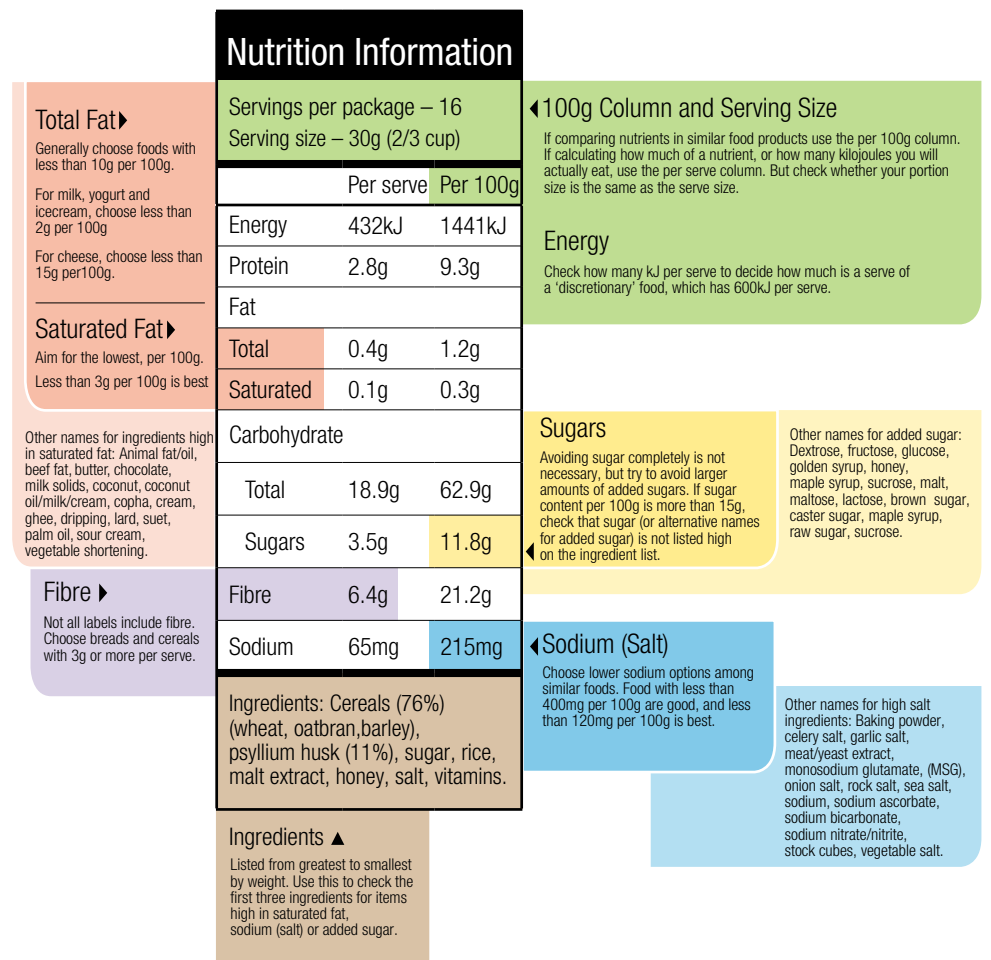 Nutrition Information
Servings per package – 16
Serving size – 30g (2/3 cup)
Per serve Per 100g
Energy 432kJ 1441kJ
Protein 2.8g 9.3g
Fat
Total 0.4g 1.2g
Saturated 0.1g 0.3g
Carbohydrate
Total 18.9g 62.9g
Sugars 3.5g 11.8g
Fibre 6.4g 21.2g
Sodium 65mg 215mg
Ingredients: Cereals (76%)
(wheat, oatbran,barley),
psyllium husk (11%), sugar, rice,
malt extract, honey, salt, vitamins.
Ingredients ▲
Listed from greatest to smallest
by weight. Use this to check the
first three ingredients for items
high in saturated fat,
sodium (salt) or added sugar.
Total Fat
Generally choose foods with
less than 10g per 100g.
For milk, yogurt and
icecream, choose less than
2g per 100g
For cheese, choose less than
15g per100g.
Saturated Fat
Aim for the lowest, per 100g.
Less than 3g per 100g is best
Other names for ingredients high
in saturated fat: Animal fat/oil,
beef fat, butter, chocolate,
milk solids, coconut, coconut
oil/milk/cream, copha, cream,
ghee, dripping, lard, suet,
palm oil, sour cream,
vegetable shortening.
Fibre
Not all labels include fibre.
Choose breads and cereals
with 3g or more per serve.
100g Column and Serving Size
If comparing nutrients in similar food products use the per 100g column.
If calculating how much of a nutrient, or how many kilojoules you will
actually eat, use the per serve column. But check whether your portion
size is the same as the serve size.
Energy
Check how many kJ per serve to decide how much is a serve of
a ‘discretionary’ food, which has 600kJ per serve.
Sugars
Avoiding sugar completely is not
necessary, but try to avoid larger
amounts of added sugars. If sugar
content per 100g is more than 15g,
check that sugar (or alternative names
for added sugar) is not listed high
on the ingredient list.
Other names for added sugar:
Dextrose, fructose, glucose,
golden syrup, honey,
maple syrup, sucrose, malt,
maltose, lactose, brown sugar,
caster sugar, maple syrup,
raw sugar, sucrose.
Sodium (Salt)
Choose lower sodium options among
similar foods. Food with less than
400mg per 100g are good, and less
than 120mg per 100g is best.
Other names for high salt
ingredients: Baking powder,
celery salt, garlic salt,
meat/yeast extract,
monosodium glutamate, (MSG),
onion salt, rock salt, sea salt,
sodium, sodium ascorbate,
sodium bicarbonate,
sodium nitrate/nitrite,
stock cubes, vegetable salt.